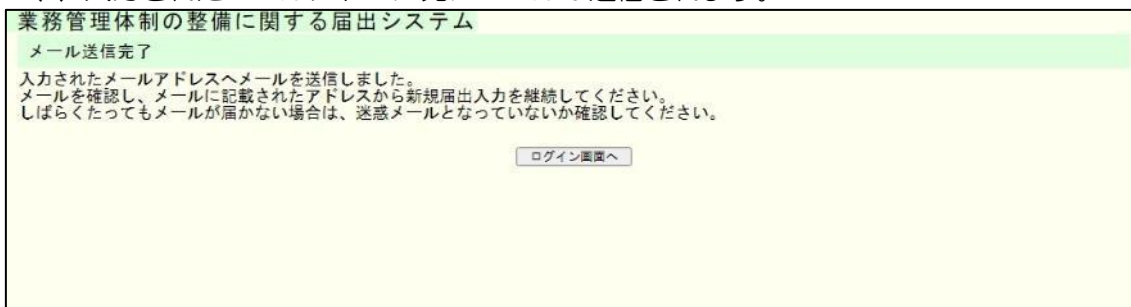 業務管理体制の整備に関する届出システム
メール送信完了
入力されたメールアドレスへメールを送信しました。
メールを確認し、メールに記載されたアドレスから新規届出入力を継続してください。
しばらくたってもメールが届かない場合は、迷惑メールとなっていないか確認してください。
ログイン画面へ